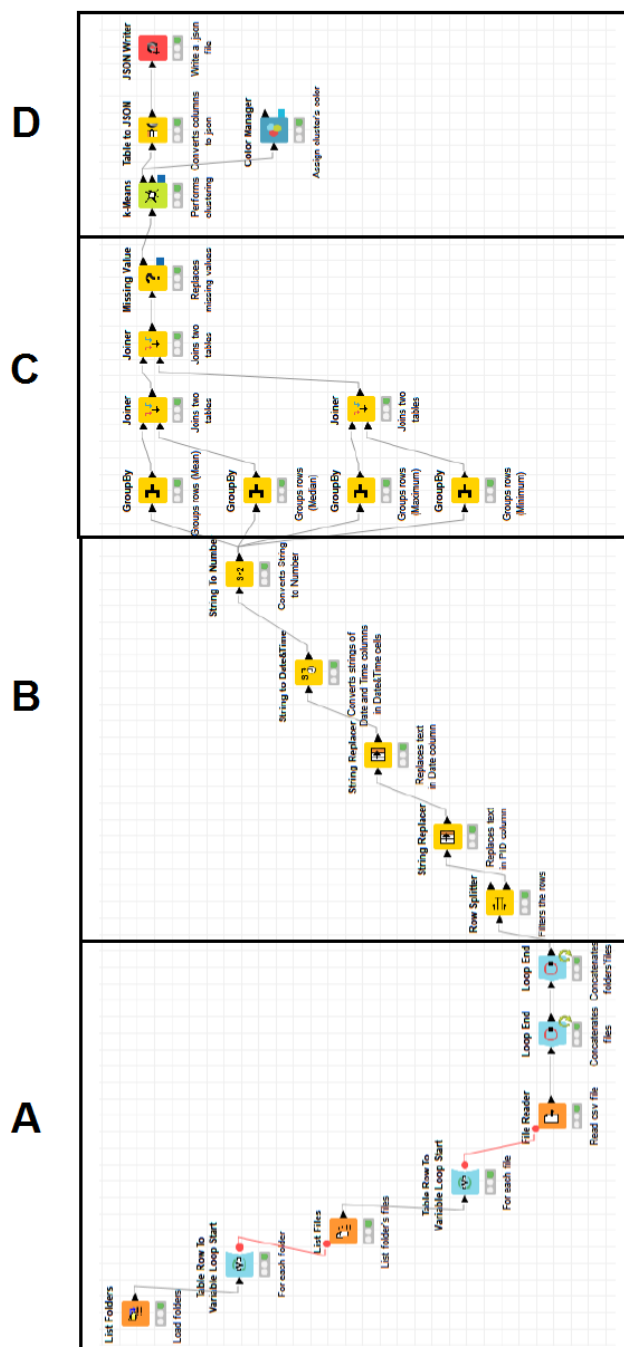 A
List Folders
Load folders
Table Row To
Variable Loop Start
For each folder
List Files
List folder's files
Table Row To
Variable Loop Start
For each file
File Reader
Read csv file
Loop End
Concatenates
files
Loop End
Concatenates
folders'files
B
Row Splitter
Filters the rows
String Replacer
Replaces text
in PID column
String Replacer
Replaces text
in Date column
String to Date&Time
Converts strings of
Date and Time columns
in Date&Time cells
String To Number
Converts String
to Number
C
GroupBy
Groups rows (Mean)
GroupBy
Groups rows
(Median)
GroupBy
Groups rows
(Maximum)
GroupBy
Groups rows
(Minimum)
Joiner
Joins two
tables
Joiner
Joins two
tables
Joiner
Joins two
tables
Missing Value
?
Replaces
missing values
D
k-Means
Performs
clustering
Table to JSON
Converts columns
to json
JSON Writer
Write a json
file
Color Manager
Assign cluster's color